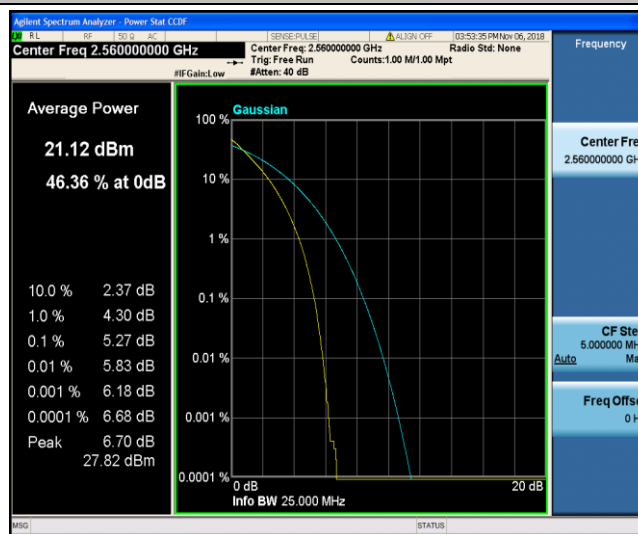 Agilent Spectrum Analyzer - Power Stat CCDF
RL RF 50 Ω AC SENSE:PULSE ALIGN OFF 03:53:35 PM Nov 06, 2018
Center Freq 2.560000000 GHz
Center Freq: 2.560000000 GHz Radio Std: None
Trig: Free Run Counts:1.00 M/1.00 Mpt
#IFGain:Low #Atten: 40 dB
Frequency
Average Power
21.12 dBm
46.36 % at 0dB
10.0 % 2.37 dB
1.0 % 4.30 dB
0.1 % 5.27 dB
0.01 % 5.83 dB
0.001 % 6.18 dB
0.0001 % 6.68 dB
Peak 6.70 dB
27.82 dBm
Gaussian
100 %
10 %
1 %
0.1 %
0.01 %
0.001 %
0.0001 %
0 dB 20 dB
Info BW 25.000 MHz
Center Fre
2.560000000 GH
CF Ste
5.000000 MH
Auto Ma
Freq Offs
0 H
MSG STATUS